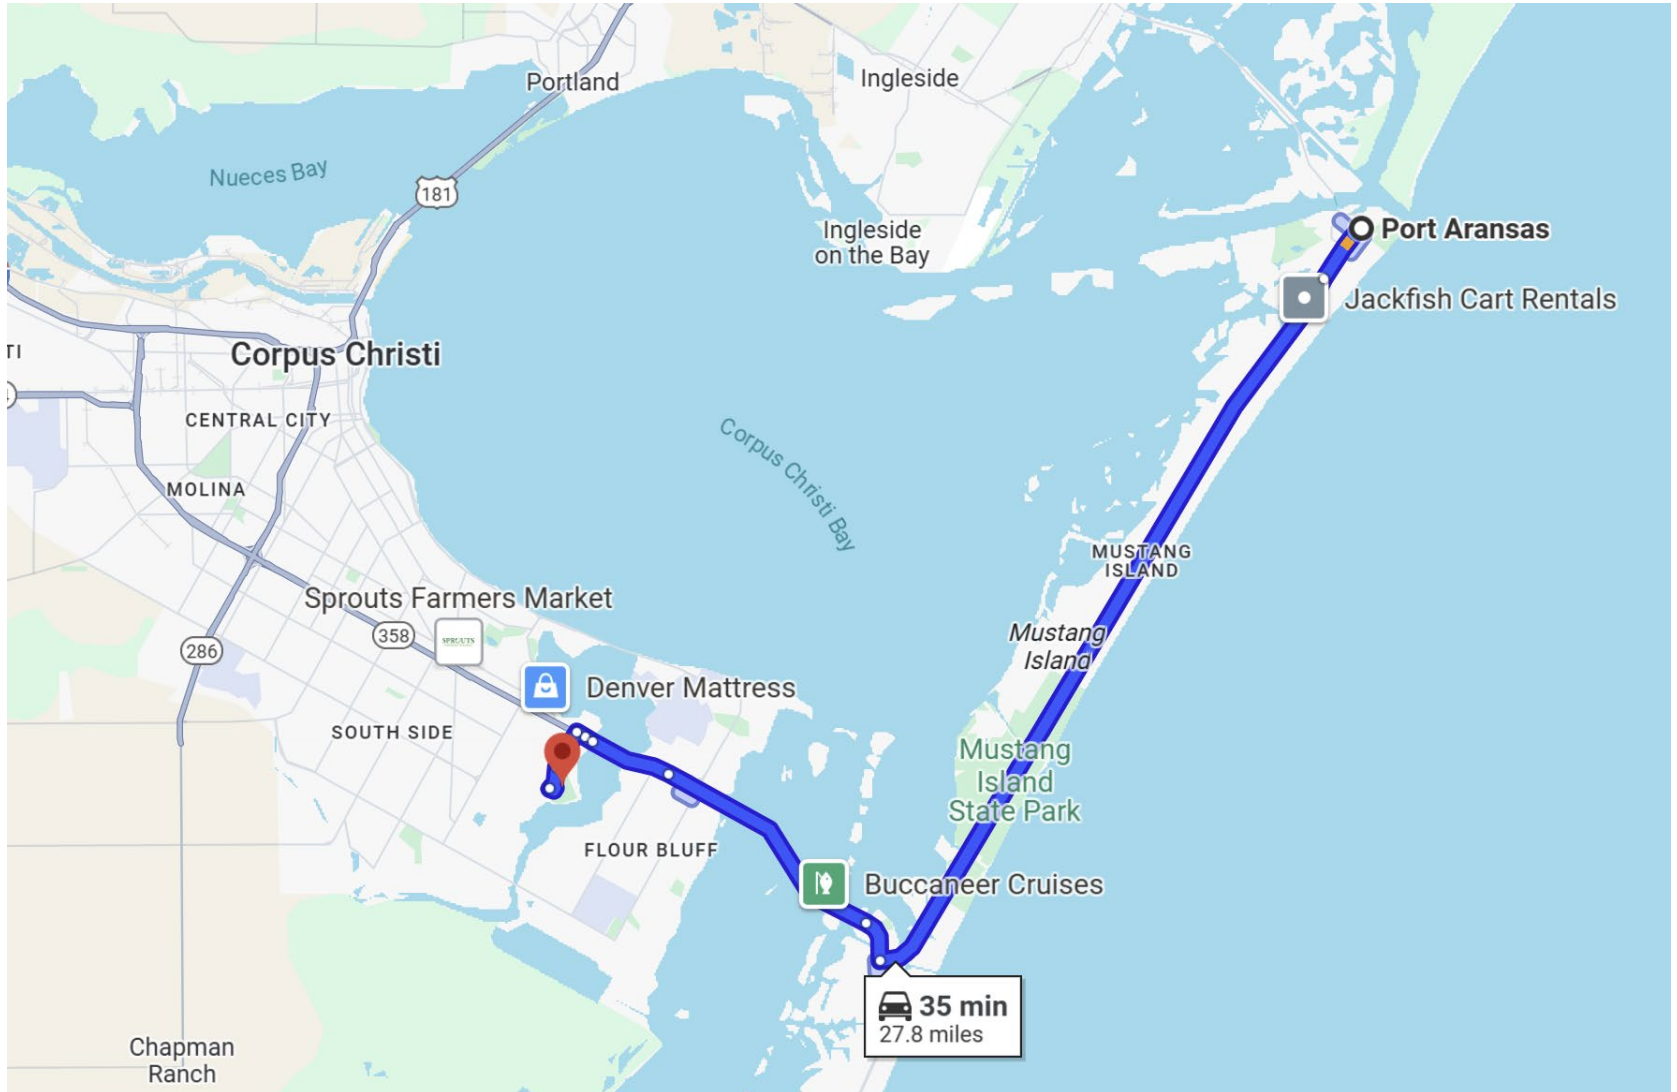 Portland
Ingleside
Nueces Bay
181
Ingleside
on the Bay
Port Aransas
Jackfish Cart Rentals
TI
Corpus Christi
CENTRAL CITY
Corpus Christi Bay
MOLINA
MUSTANG
ISLAND
Sprouts Farmers Market
SPROUTS
358
286
Mustang
Island
Denver Mattress
SOUTH SIDE
Mustang
Island
State Park
FLOUR BLUFF
Buccaneer Cruises
35 min
27.8 miles
Chapman
Ranch